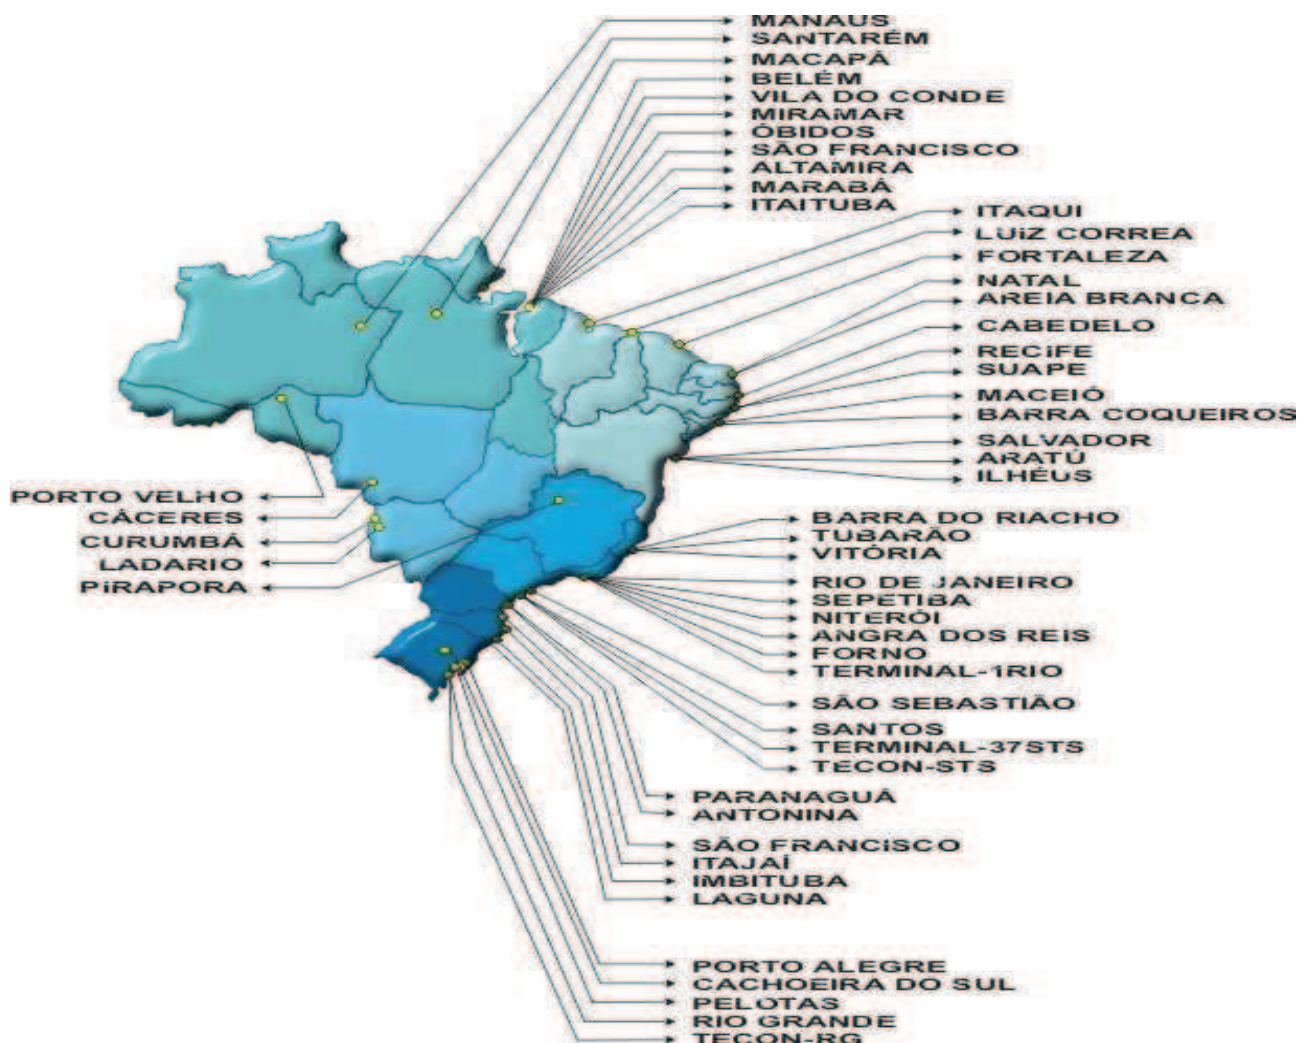 MANAUS
SANTARÉM
MACAPÁ
BELÉM
VILA DO CONDE
MIRAMAR
ÓBIDOS
SÃO FRANCISCO
ALTAMIRA
MARABÁ
ITAITUBA
ITAQUI
LUiZ CORREA
FORTALEZA
NATAL
AREIA BRANCA
CABEDELO
RECiFE
SUAPE
MACEIÓ
BARRA COQUEIROS
SALVADOR
ARATÚ
iLHÉUS
PORTO VELHO
CÁCERES
CURUMBÁ
LADARIO
PiRAPORA
BARRA DO RIACHO
TUBARÃO
VITÓRIA
RIO DE JANEIRO
SEPETIBA
NITERÓI
ANGRA DOS REIS
FORNO
TERMINAL-1RIO
SÃO SEBASTIÃO
SANTOS
TERMINAL-37STS
TECON-STS
PARANAGUÁ
ANTONINA
SÃO FRANCiSCO
ITAJAÍ
IMBITUBA
LAGUNA
PORTO ALEGRE
CACHOEIRA DO SUL
PELOTAS
RIO GRANDE
TECON-RG